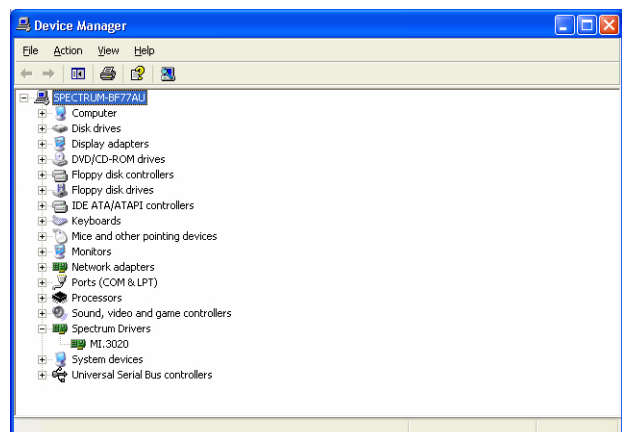 Device Manager
File Action View Help
SPECTRUM-BF77AU
Computer
Disk drives
Display adapters
DVD/CD-ROM drives
Floppy disk controllers
Floppy disk drives
IDE ATA/ATAPI controllers
Keyboards
Mice and other pointing devices
Monitors
Network adapters
Ports (COM & LPT)
Processors
Sound, video and game controllers
Spectrum Drivers
MI.3020
System devices
Universal Serial Bus controllers